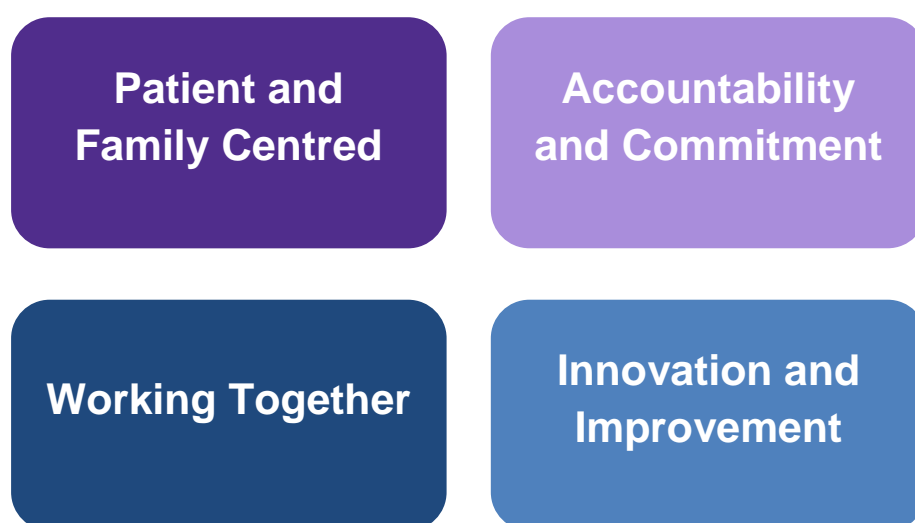 Patient and
Family Centred
Accountability
and Commitment
Working Together
Innovation and
Improvement